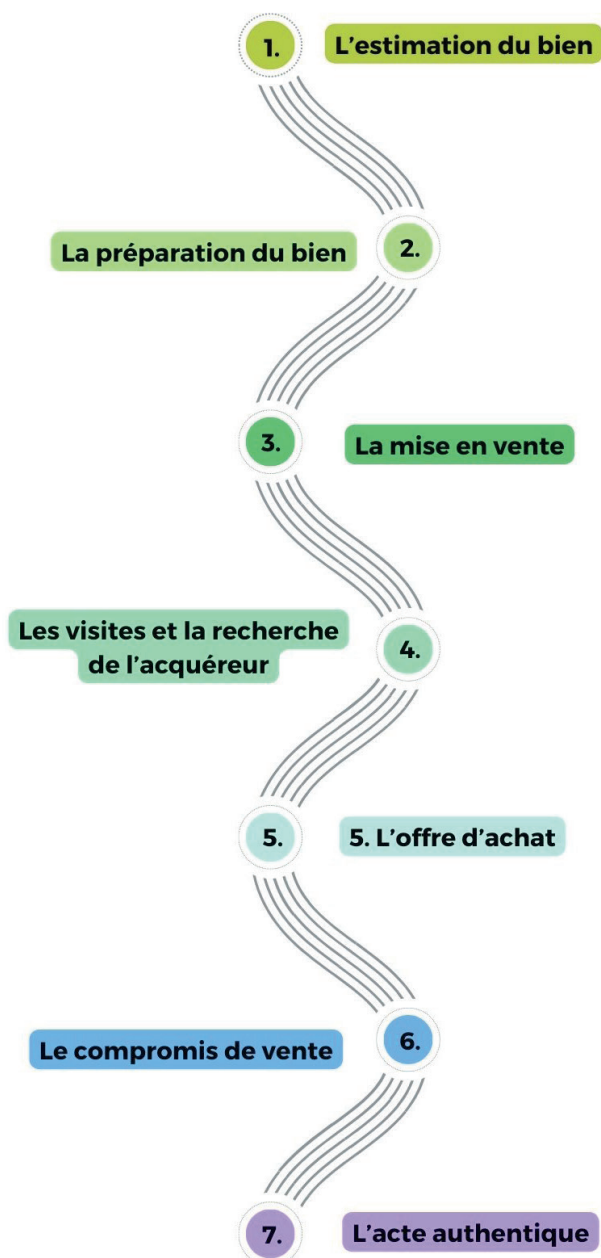 1.
L'estimation du bien
La préparation du bien
2.
3.
La mise en vente
Les visites et la recherche
de l'acquéreur
4.
5.
5. L'offre d'achat
Le compromis de vente
6.
7.
L'acte authentique